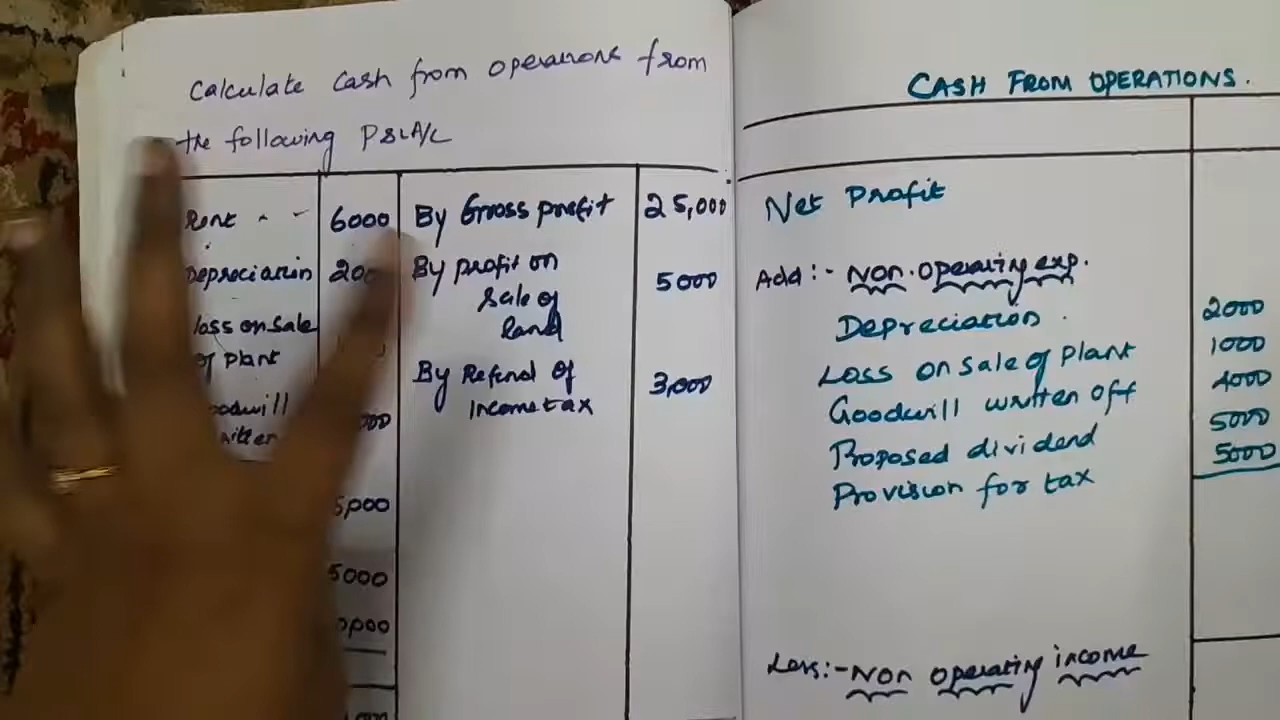 Calculate Cash from operations from
the following P&L A/C
Rent 6000 By Gross profit 25,000
Depreciation By profit on 5000
sale of
land
loss on sale
of plant
By Refund of 3,000
income tax
5000
5000
CASH FROM OPERATIONS.
Net Profit
Add:- Non. operating exp.
Depreciation. 2000
Loss on sale of plant 1000
Goodwill written off 4000
Proposed dividend 5000
Provision for tax 5000
Less:- Non operating income